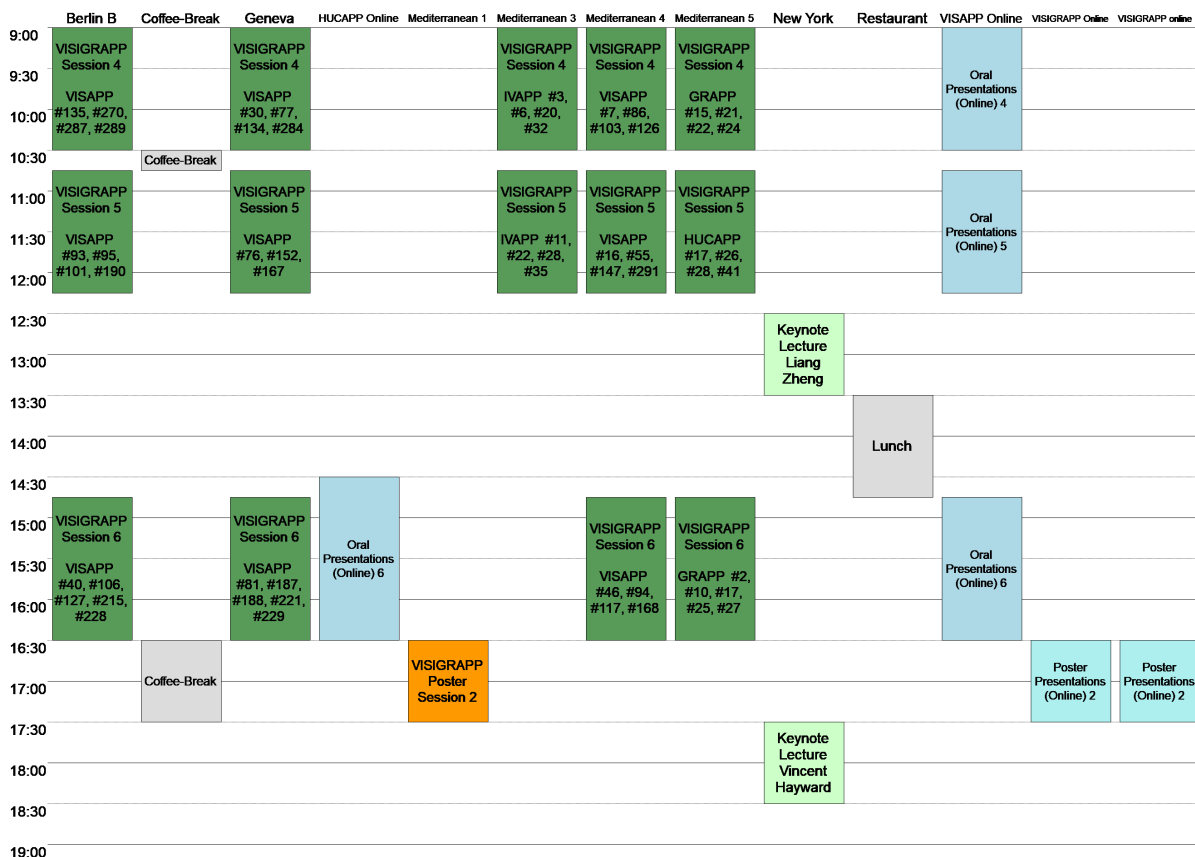 Berlin B
Coffee-Break
Geneva
HUCAPP Online
Mediterranean 1
Mediterranean 3
Mediterranean 4
Mediterranean 5
New York
Restaurant
VISAPP Online
VISIGRAPP Online
VISIGRAPP online
9:00
9:30
10:00
10:30
11:00
11:30
12:00
12:30
13:00
13:30
14:00
14:30
15:00
15:30
16:00
16:30
17:00
17:30
18:00
18:30
19:00
VISIGRAPP
Session 4
VISAPP
#135, #270,
#287, #289
VISIGRAPP
Session 5
VISAPP
#93, #95,
#101, #190
VISIGRAPP
Session 6
VISAPP
#40, #106,
#127, #215,
#228
Coffee-Break
Coffee-Break
VISIGRAPP
Session 4
VISAPP
#30, #77,
#134, #284
VISIGRAPP
Session 5
VISAPP
#76, #152,
#167
VISIGRAPP
Session 6
VISAPP
#81, #187,
#188, #221,
#229
Oral
Presentations
(Online) 6
VISIGRAPP
Poster
Session 2
VISIGRAPP
Session 4
IVAPP #3,
#6, #20,
#32
VISIGRAPP
Session 5
IVAPP #11,
#22, #28,
#35
VISIGRAPP
Session 4
VISAPP
#7, #86,
#103, #126
VISIGRAPP
Session 5
VISAPP
#16, #55,
#147, #291
VISIGRAPP
Session 6
VISAPP
#46, #94,
#117, #168
VISIGRAPP
Session 4
GRAPP
#15, #21,
#22, #24
VISIGRAPP
Session 5
HUCAPP
#17, #26,
#28, #41
VISIGRAPP
Session 6
GRAPP #2,
#10, #17,
#25, #27
Keynote
Lecture
Liang
Zheng
Keynote
Lecture
Vincent
Hayward
Lunch
Oral
Presentations
(Online) 4
Oral
Presentations
(Online) 5
Oral
Presentations
(Online) 6
Poster
Presentations
(Online) 2
Poster
Presentations
(Online) 2